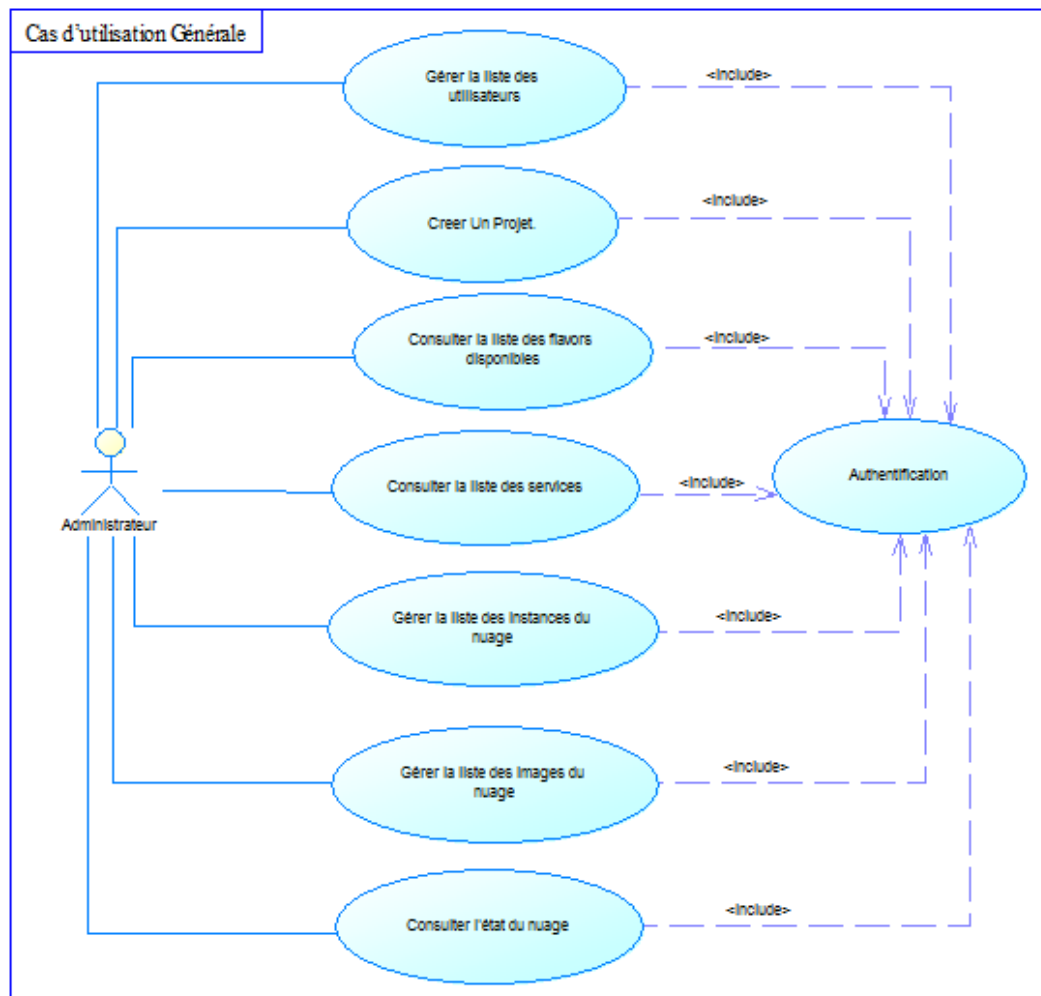 Cas d'utilisation Générale
Gérer la liste des
utilisateurs
<include>
Creer Un Projet.
<include>
Consulter la liste des flavors
disponibles
<include>
Administrateur
Consulter la liste des services
<include>
Authentification
Gérer la liste des instances du
nuage
<include>
Gérer la liste des images du
nuage
<include>
Consulter l'état du nuage
<include>